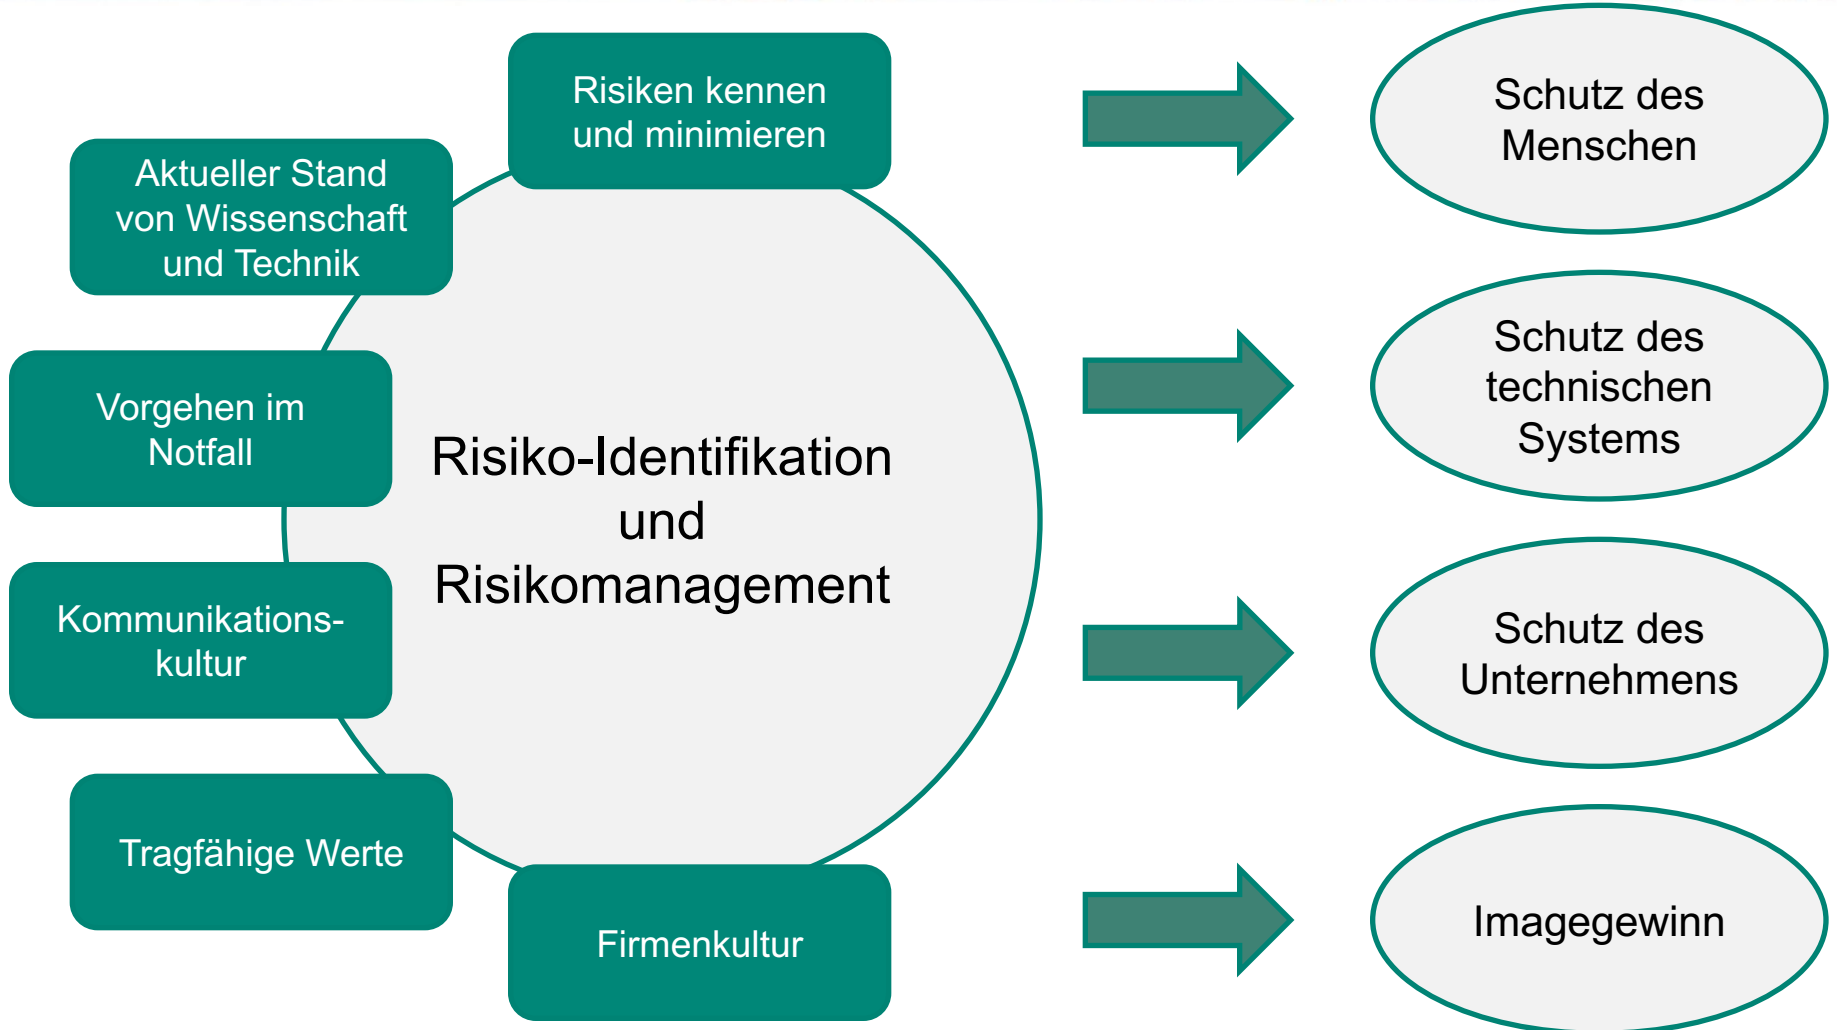 Risiken kennen
und minimieren
Aktueller Stand
von Wissenschaft
und Technik
Vorgehen im
Notfall
Kommunikations-
kultur
Tragfähige Werte
Firmenkultur
Risiko-Identifikation
und
Risikomanagement
Schutz des
Menschen
Schutz des
technischen
Systems
Schutz des
Unternehmens
Imagegewinn